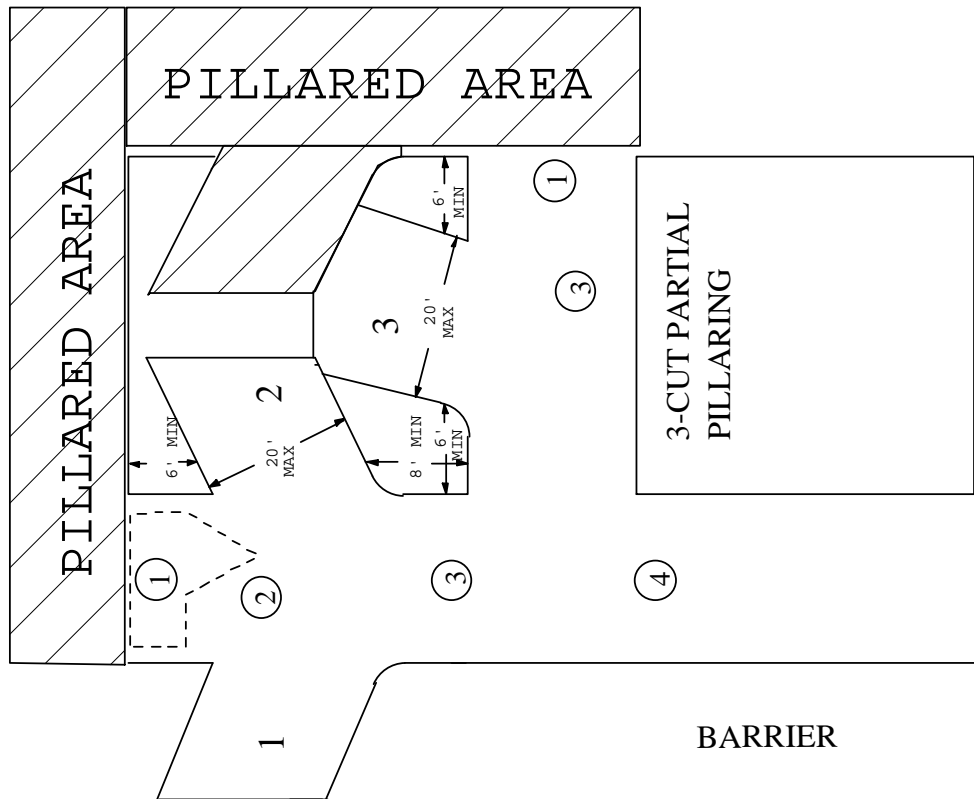 PILLARED AREA
PILLARED AREA
6' MIN
1
3
20'
MAX
3
3-CUT PARTIAL
PILLARING
2
6' MIN
20'
MAX
8' MIN
6'
MIN
1
2
3
4
1
BARRIER